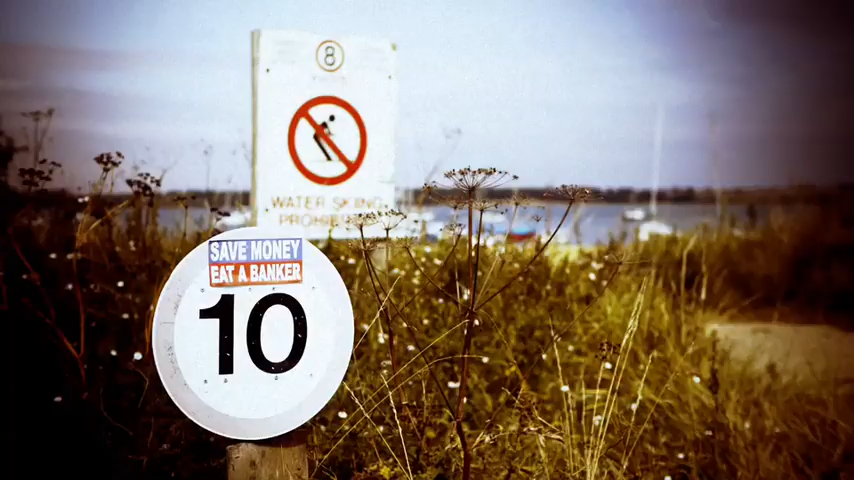 8
WATER SKIING
PROHIBITED
SAVE MONEY
EAT A BANKER
10